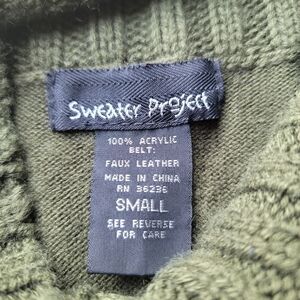 Sweater Project
100% ACRYLIC
BELT:
FAUX LEATHER
MADE IN CHINA
RN 36236
SMALL
SEE REVERSE
FOR CARE